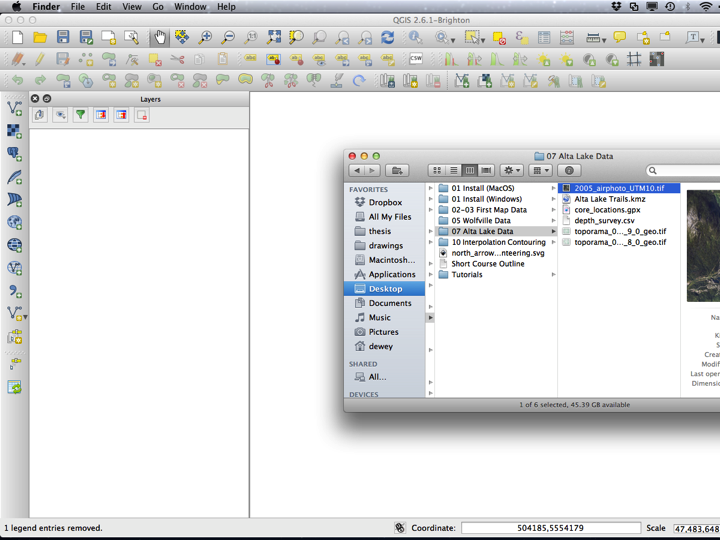 Finder File Edit View Go Window Help
QGIS 2.6.1-Brighton
CSW
Layers
07 Alta Lake Data
FAVORITES
Dropbox
All My Files
thesis
drawings
Macintosh...
Applications
Desktop
Documents
Music
Pictures
dewey
SHARED
All...
DEVICES
01 Install (MacOS)
01 Install (Windows)
02-03 First Map Data
05 Wolfville Data
07 Alta Lake Data
10 Interpolation Contouring
north_arrow...nteering.svg
Short Course Outline
Tutorials
2005_airphoto_UTM10.tif
Alta Lake Trails.kmz
core_locations.gpx
depth_survey.csv
toporama_0..._9_0_geo.tif
toporama_0..._8_0_geo.tif
Na
Ki
S
Creat
Modifi
Last open
Dimensio
1 of 6 selected, 45.39 GB available
1 legend entries removed.
Coordinate: 504185,5554179 Scale 47,483,648